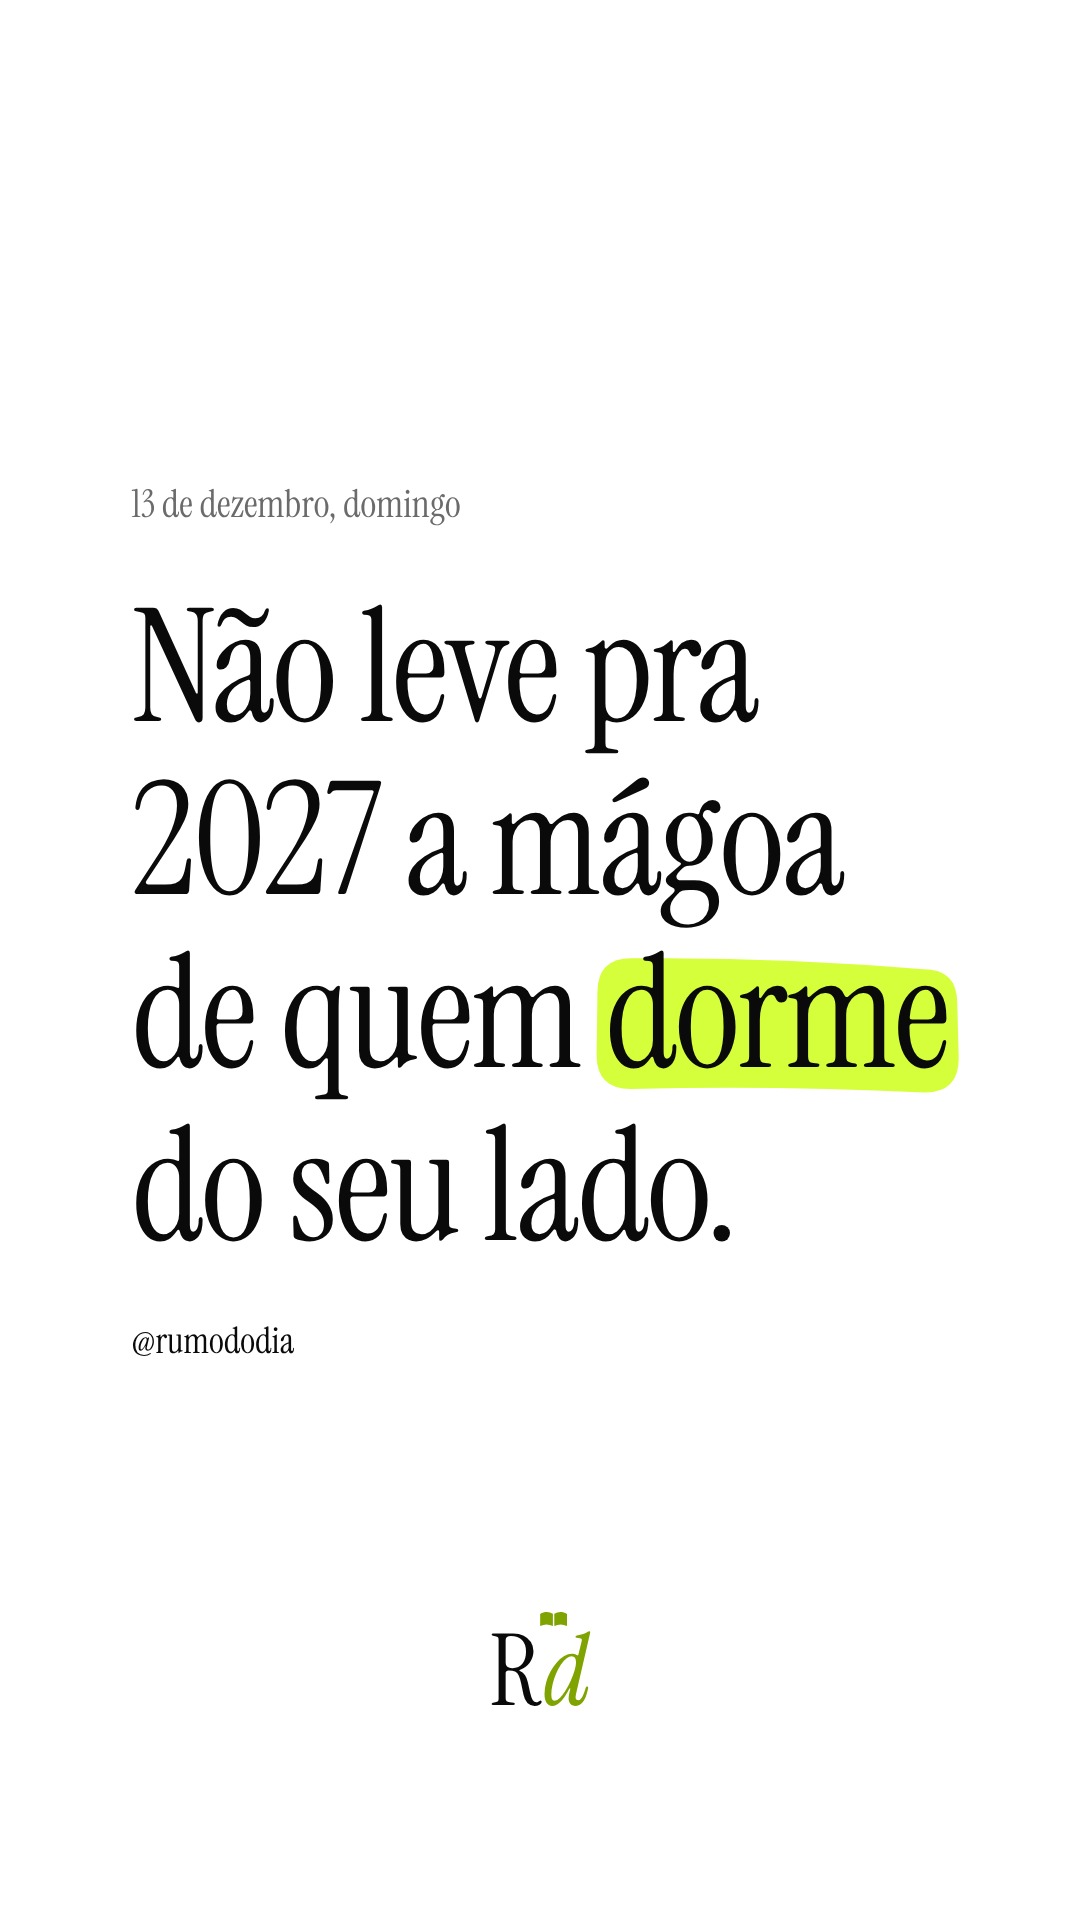 13 de dezembro, domingo
Não leve pra
2027 a mágoa
de quem dorme
do seu lado.
@rumododia
Rd